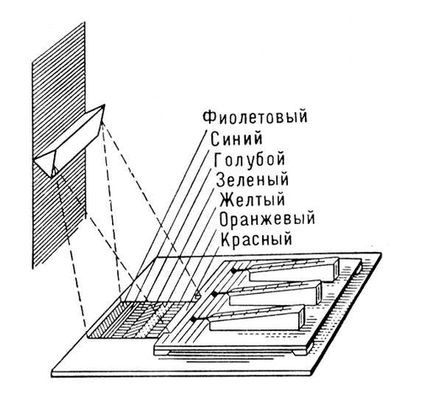 Фиолетовый
Синий
Голубой
Зеленый
Желтый
Оранжевый
Красный